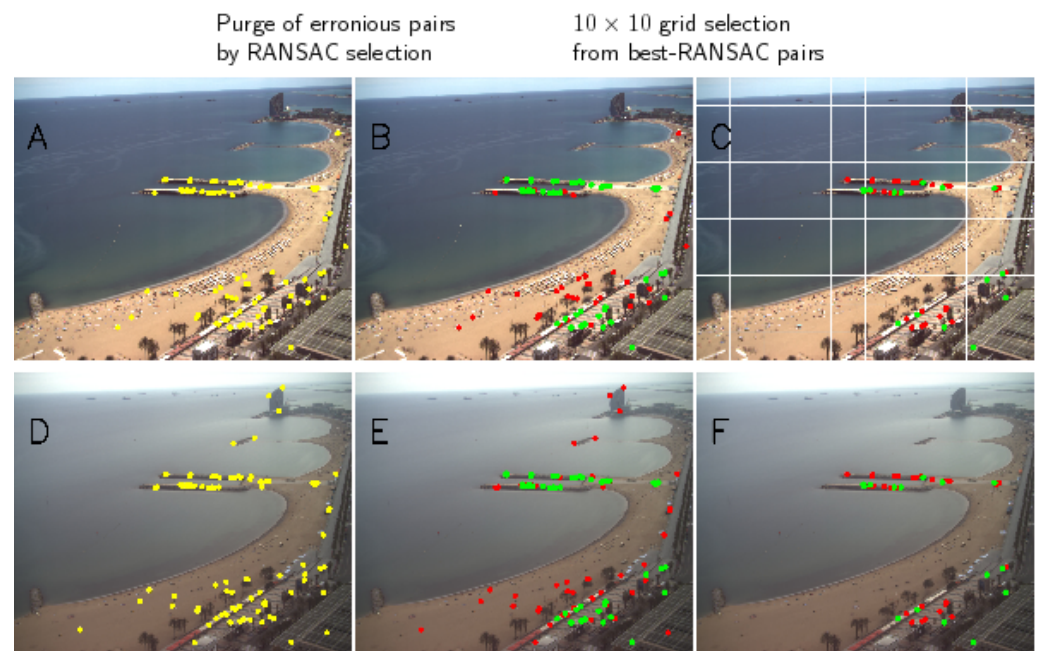 Purge of erronious pairs
by RANSAC selection
10 × 10 grid selection
from best-RANSAC pairs
A
B
C
D
E
F